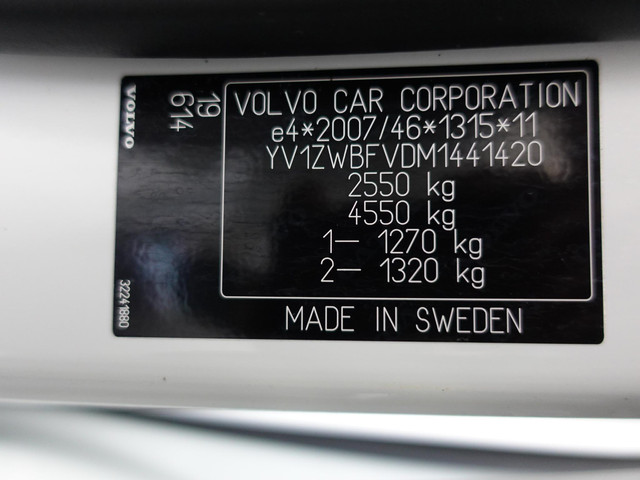 VOLVO
19
614
32241880
VOLVO CAR CORPORATION
e4*2007/46*1315*11
YV1ZWBFVDM1441420
2550 kg
4550 kg
1— 1270 kg
2— 1320 kg
MADE IN SWEDEN